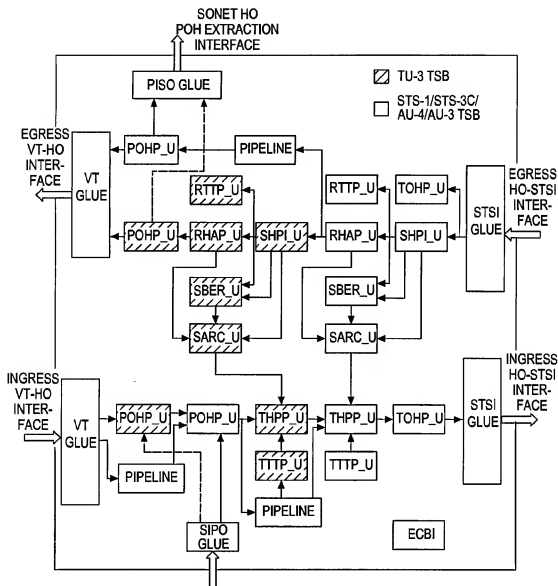 SONET HO
POH EXTRACTION
INTERFACE
PISO GLUE
TU-3 TSB
STS-1/STS-3C/
AU-4/AU-3 TSB
EGRESS
VT-HO
INTER-
FACE
VT
GLUE
POHP_U
PIPELINE
RTTP_U
RTTP_U
TOHP_U
EGRESS
HO-STSI
INTER-
FACE
STSI
GLUE
POHP_U
RHAP_U
SHPI_U
RHAP_U
SHPI_U
SBER_U
SBER_U
SARC_U
SARC_U
INGRESS
VT-HO
INTER-
FACE
VT
GLUE
POHP_U
POHP_U
THPP_U
THPP_U
TOHP_U
STSI
GLUE
INGRESS
HO-STSI
INTER-
FACE
PIPELINE
TTTP_U
TTTP_U
PIPELINE
SIPO
GLUE
ECBI